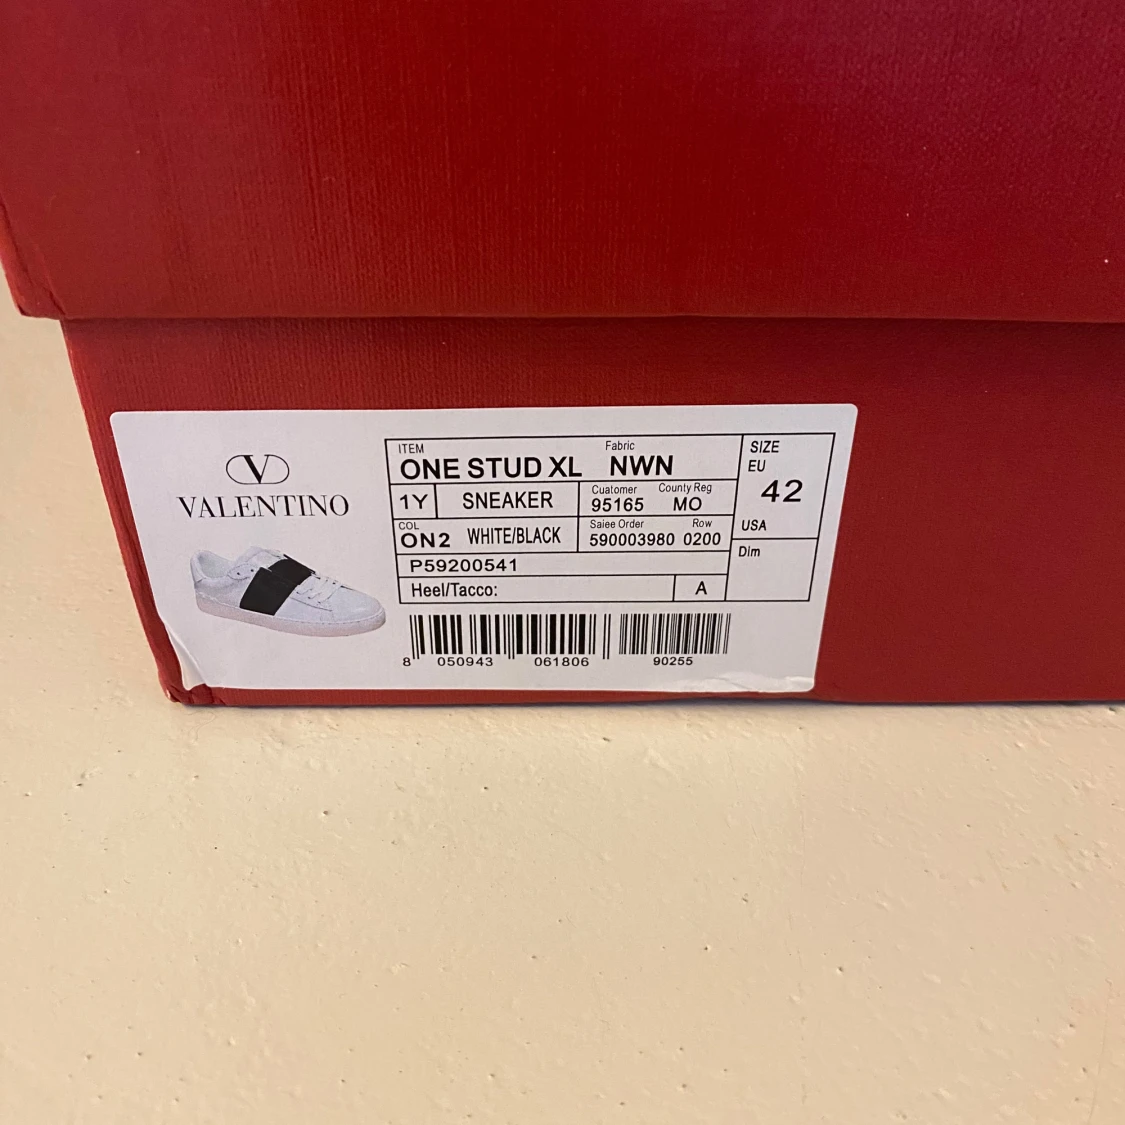 V
VALENTINO
ITEM Fabric
ONE STUD XL NWN
1Y SNEAKER
Cuatomer County Reg
95165 MO
COL
ON2 WHITE/BLACK
Saiee Order Row
590003980 0200
P59200541
Heel/Tacco: A
SIZE
EU
42
USA
Dlm
8 050943 061806 90255